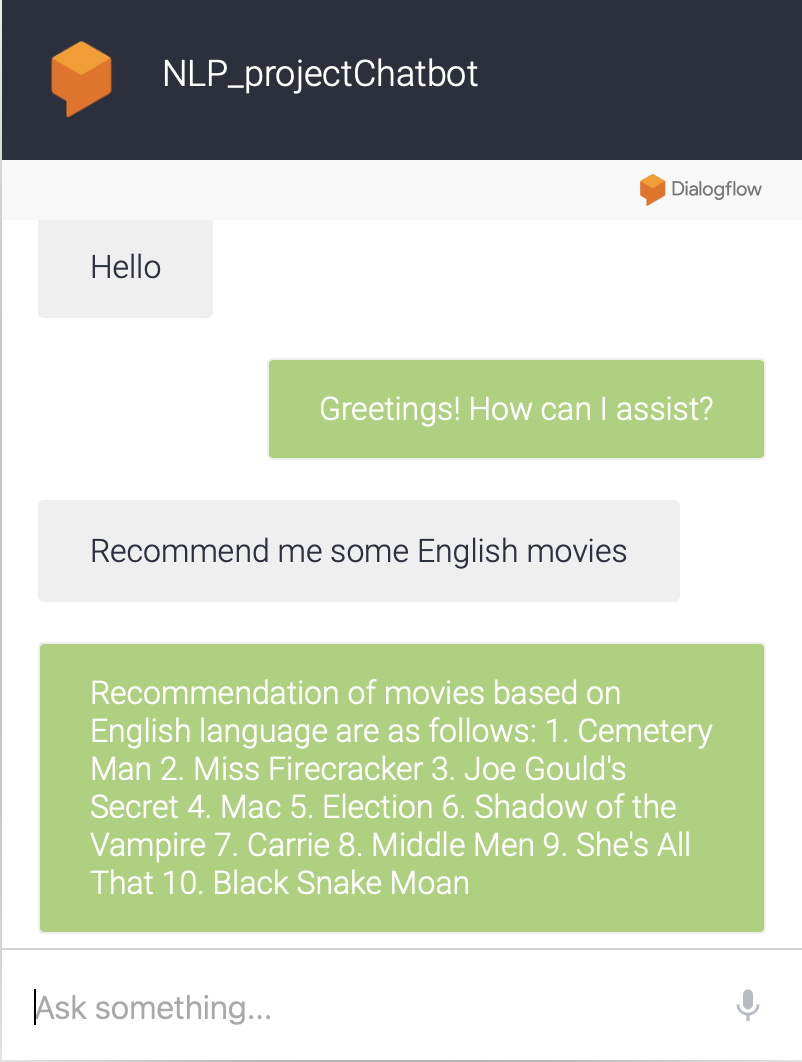 NLP_projectChatbot
Dialogflow
Hello
Greetings! How can I assist?
Recommend me some English movies
Recommendation of movies based on
English language are as follows: 1. Cemetery
Man 2. Miss Firecracker 3. Joe Gould's
Secret 4. Mac 5. Election 6. Shadow of the
Vampire 7. Carrie 8. Middle Men 9. She's All
That 10. Black Snake Moan
Ask something...